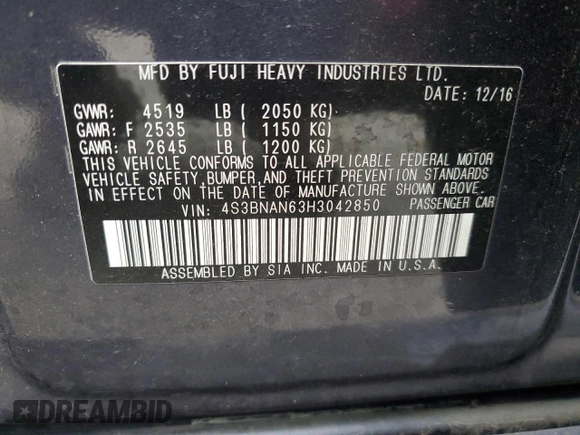 MFD BY FUJI HEAVY INDUSTRIES LTD.
DATE: 12/16
GVWR: 4519 LB ( 2050 KG)
GAWR: F 2535 LB ( 1150 KG)
GAWR: R 2645 LB ( 1200 KG)
THIS VEHICLE CONFORMS TO ALL APPLICABLE FEDERAL MOTOR
VEHICLE SAFETY,BUMPER,AND THEFT PREVENTION STANDARDS
IN EFFECT ON THE DATE OF MANUFACTURE SHOWN ABOVE.
VIN: 4S3BNAN63H3042850 PASSENGER CAR
ASSEMBLED BY SIA INC. MADE IN U.S.A.
DREAMBID